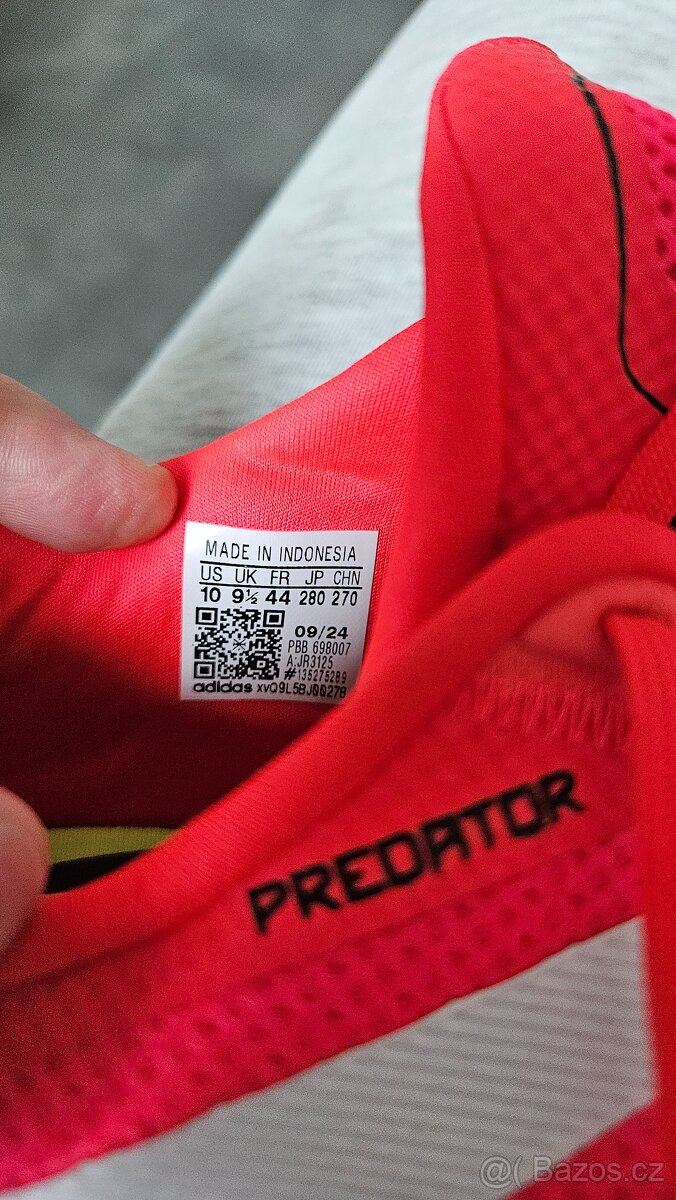 MADE IN INDONESIA
US UK FR JP CHN
10 9½ 44 280 270
09/24
PBB 698007
A:JR3125
#135275289
adidas xvQ9L5BJ00278
PREDATOR
@( Bazos.cz